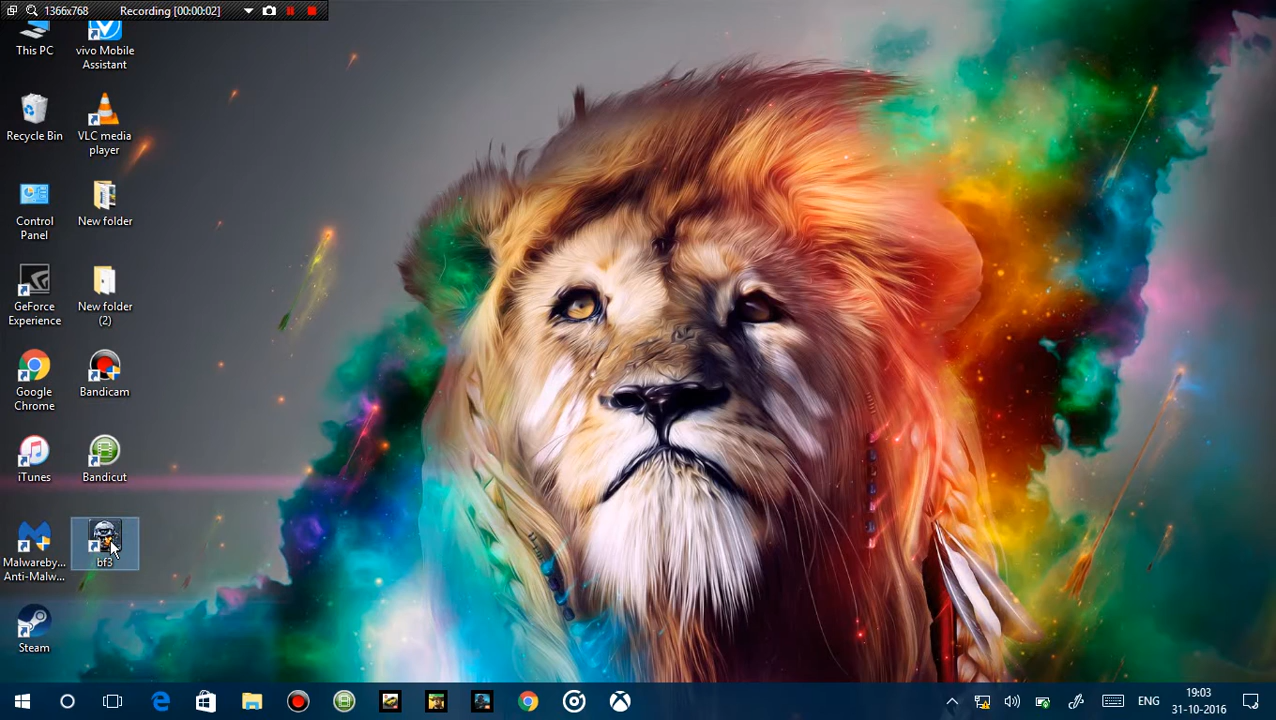 1366x768
Recording [00:00:02]
This PC
vivo Mobile
Assistant
Recycle Bin
VLC media
player
Control
Panel
New folder
GeForce
Experience
New folder
(2)
Google
Chrome
Bandicam
iTunes
Bandicut
Malwareby...
Anti-Malw...
bf3
Steam
ENG
19:03
31-10-2016